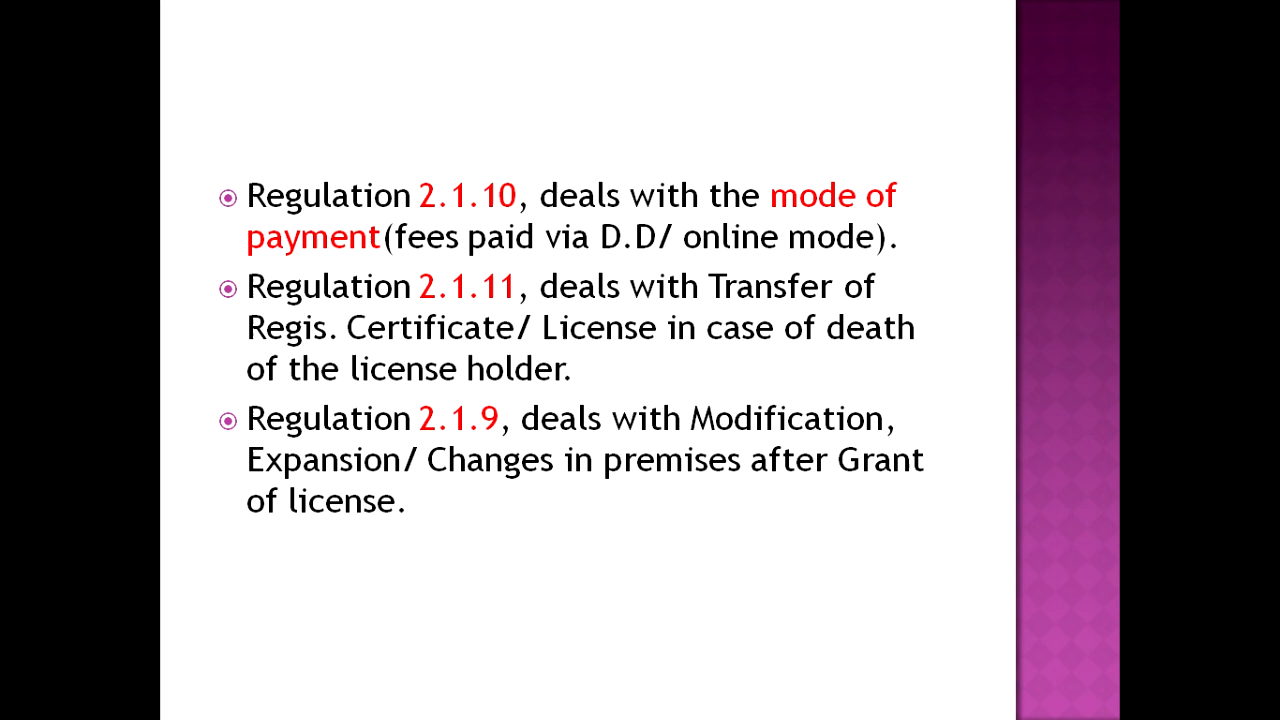 Regulation 2.1.10, deals with the mode of
payment(fees paid via D.D/ online mode).
Regulation 2.1.11, deals with Transfer of
Regis. Certificate/ License in case of death
of the license holder.
Regulation 2.1.9, deals with Modification,
Expansion/ Changes in premises after Grant
of license.